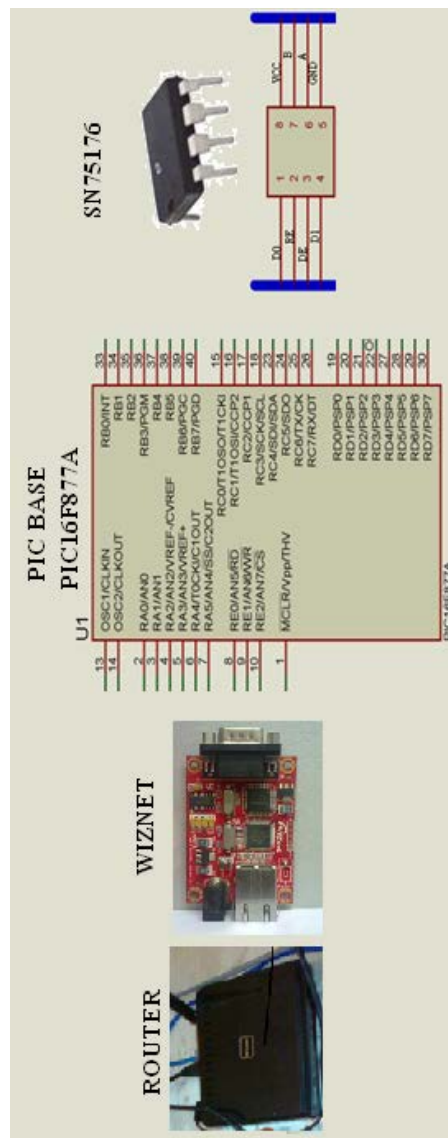 ROUTER
WIZNET
PIC BASE
PIC16F877A
U1
13 OSC1/CLKIN RB0/INT 33
14 OSC2/CLKOUT RB1 34
RB2 35
2 RA0/AN0 RB3/PGM 36
3 RA1/AN1 RB4 37
4 RA2/AN2/VREF-/CVREF RB5 38
5 RA3/AN3/VREF+ RB6/PGC 39
6 RA4/T0CKI/C1OUT RB7/PGD 40
7 RA5/AN4/SS/C2OUT
RC0/T1OSO/T1CKI 15
8 RE0/AN5/RD RC1/T1OSI/CCP2 16
9 RE1/AN6/WR RC2/CCP1 17
10 RE2/AN7/CS RC3/SCK/SCL 18
RC4/SDI/SDA 23
1 MCLR/Vpp/THV RC5/SDO 24
RC6/TX/CK 25
RC7/RX/DT 26
RD0/PSP0 19
RD1/PSP1 20
RD2/PSP2 21
RD3/PSP3 22
RD4/PSP4 27
RD5/PSP5 28
RD6/PSP6 29
RD7/PSP7 30
PIC16F877A
SN75176
D0 1 8 VCC
RE 2 7 B
DE 3 6 A
D1 4 5 GND